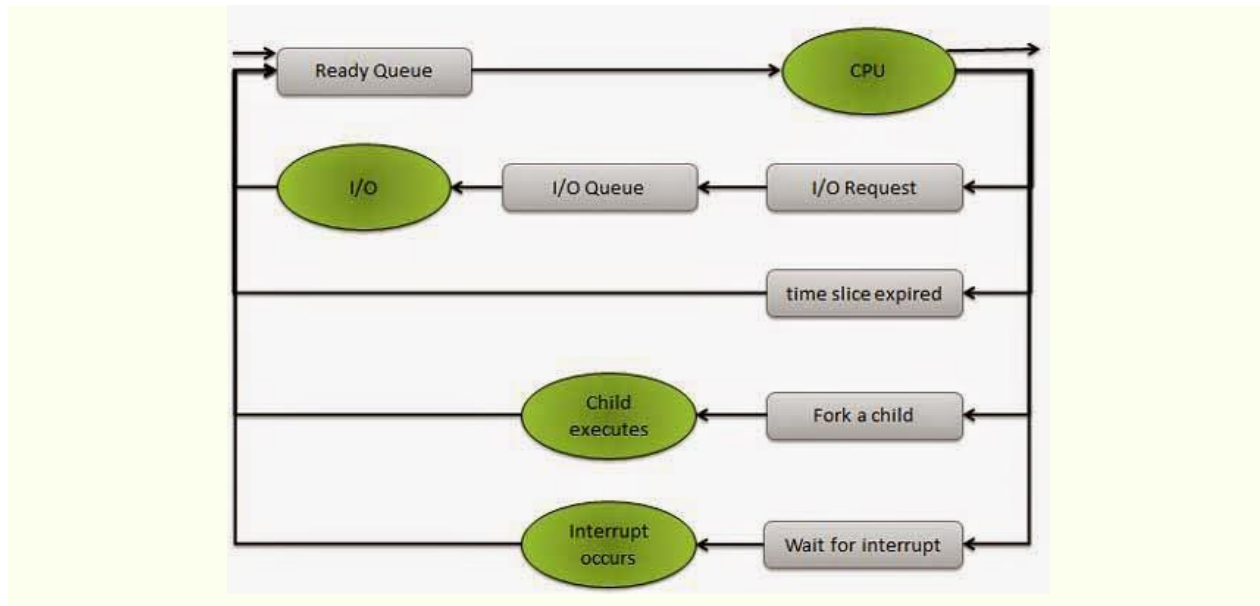 Ready Queue
CPU
I/O
I/O Queue
I/O Request
time slice expired
Child
executes
Fork a child
Interrupt
occurs
Wait for interrupt